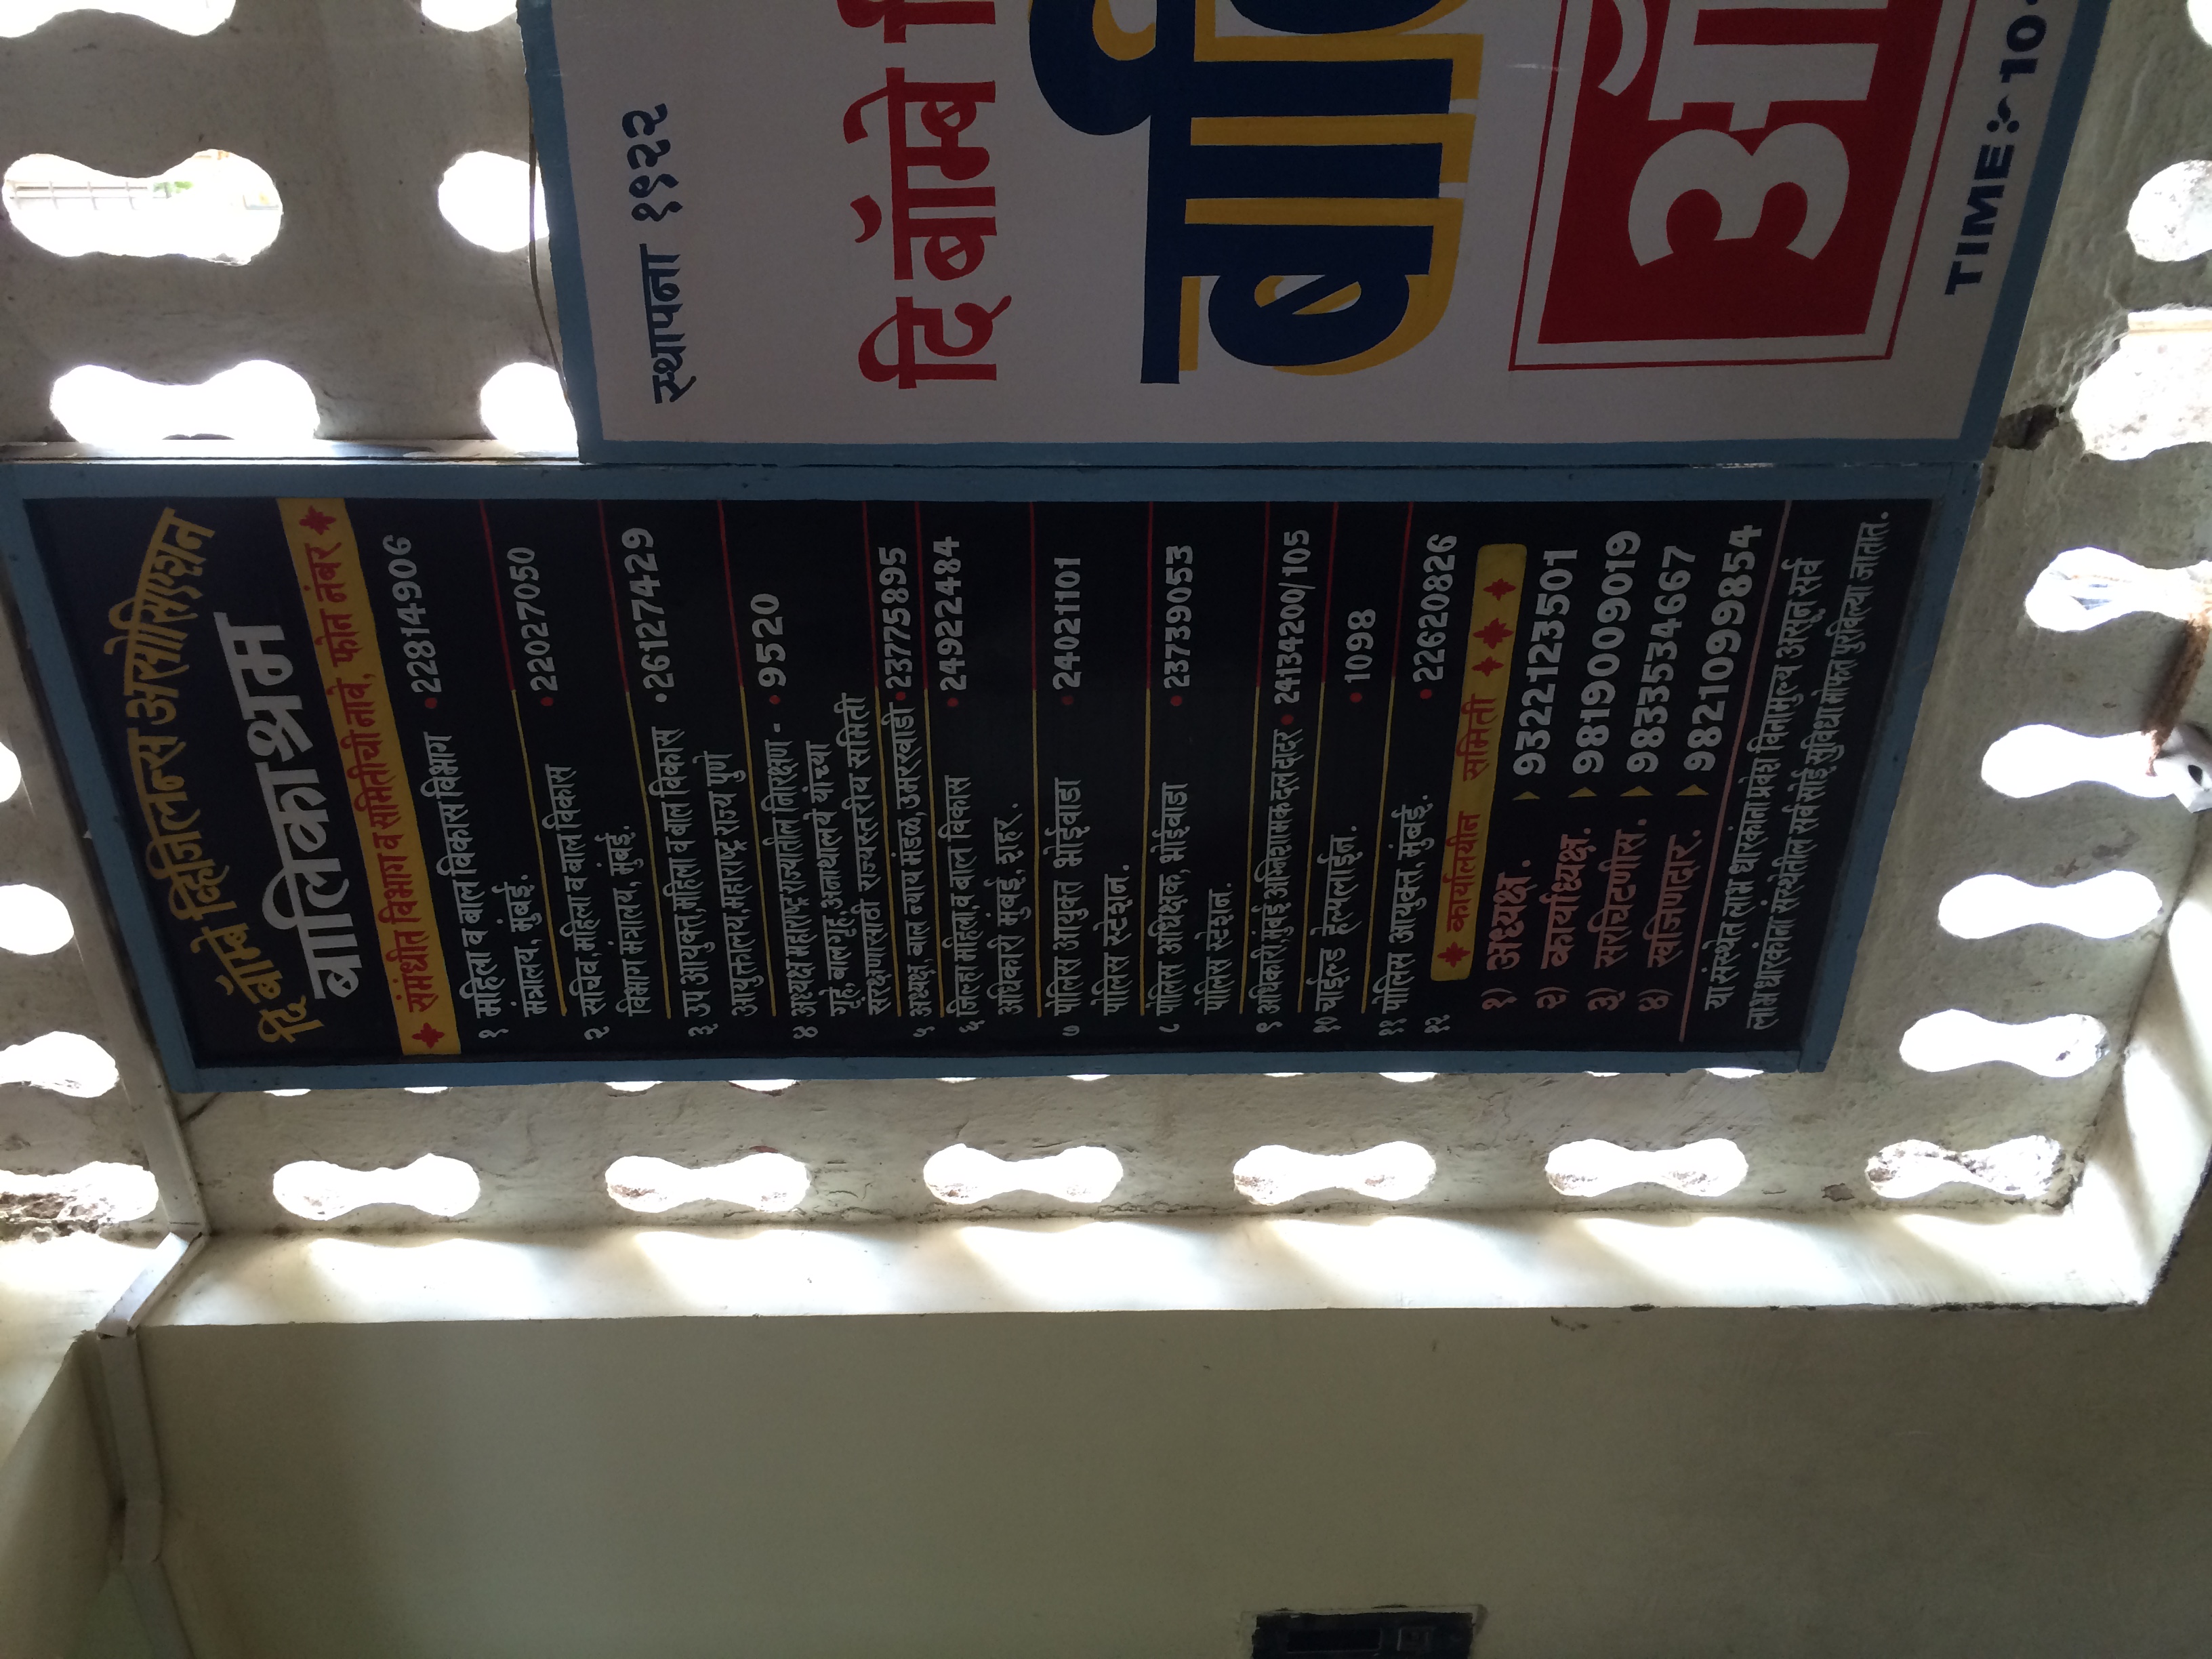 दि बॉम्बे व्हिजिलन्स असोसिएशन
बालिकाश्रम
संमंधीत विभाग व समितीची नावे, फोन नंबर
१ महिला व बाल विकास विभाग • 22814906
मंत्रालय, मुंबई.
२ सचिव, महिला व बाल विकास • 22027050
विभाग मंत्रालय, मुंबई.
३ उप आयुक्त, महिला व बाल विकास • 26127429
आयुक्तालय, महाराष्ट्र राज्य पुणे
४ अध्यक्ष महाराष्ट्र राज्यातील निरक्षण - • 9520
गृहे, बालगृह, अनाथालये यांच्या
संरक्षणासाठी राज्यस्तरीय समिती
५ अध्यक्ष, बाल न्याय मंडळ, उमरखाडी • 23775895
६ जिल्हा महिला, व बाल विकास • 24922484
अधिकारी मुंबई, शहर.
७ पोलिस आयुक्त भोईवाडा • 24021101
पोलिस स्टेशन.
८ पोलिस अधिक्षक, भोईवाडा • 23739053
पोलिस स्टेशन.
९ अधिकारी, मुंबई अग्निशामक दल दादर • 24134200/105
१० चाईल्ड हेल्पलाईन. • 1098
११ पोलिस आयुक्त, मुंबई. • 22620826
१२
कार्यालयीन समिती
१) अध्यक्ष. 9322123501
२) कार्याध्यक्ष. 9819009019
३) सरचिटणीस. 9833534667
४) खजिणदार. 9821099854
या संस्थेत लाभ धारकांना प्रवेश विनामुल्य असून सर्व
लाभ धारकांना संस्थेतील सर्व सोई सुविधा मोफत पुरविल्या जातात.
स्थापना १९२२
दि बॉम्बे
TIME:- 10